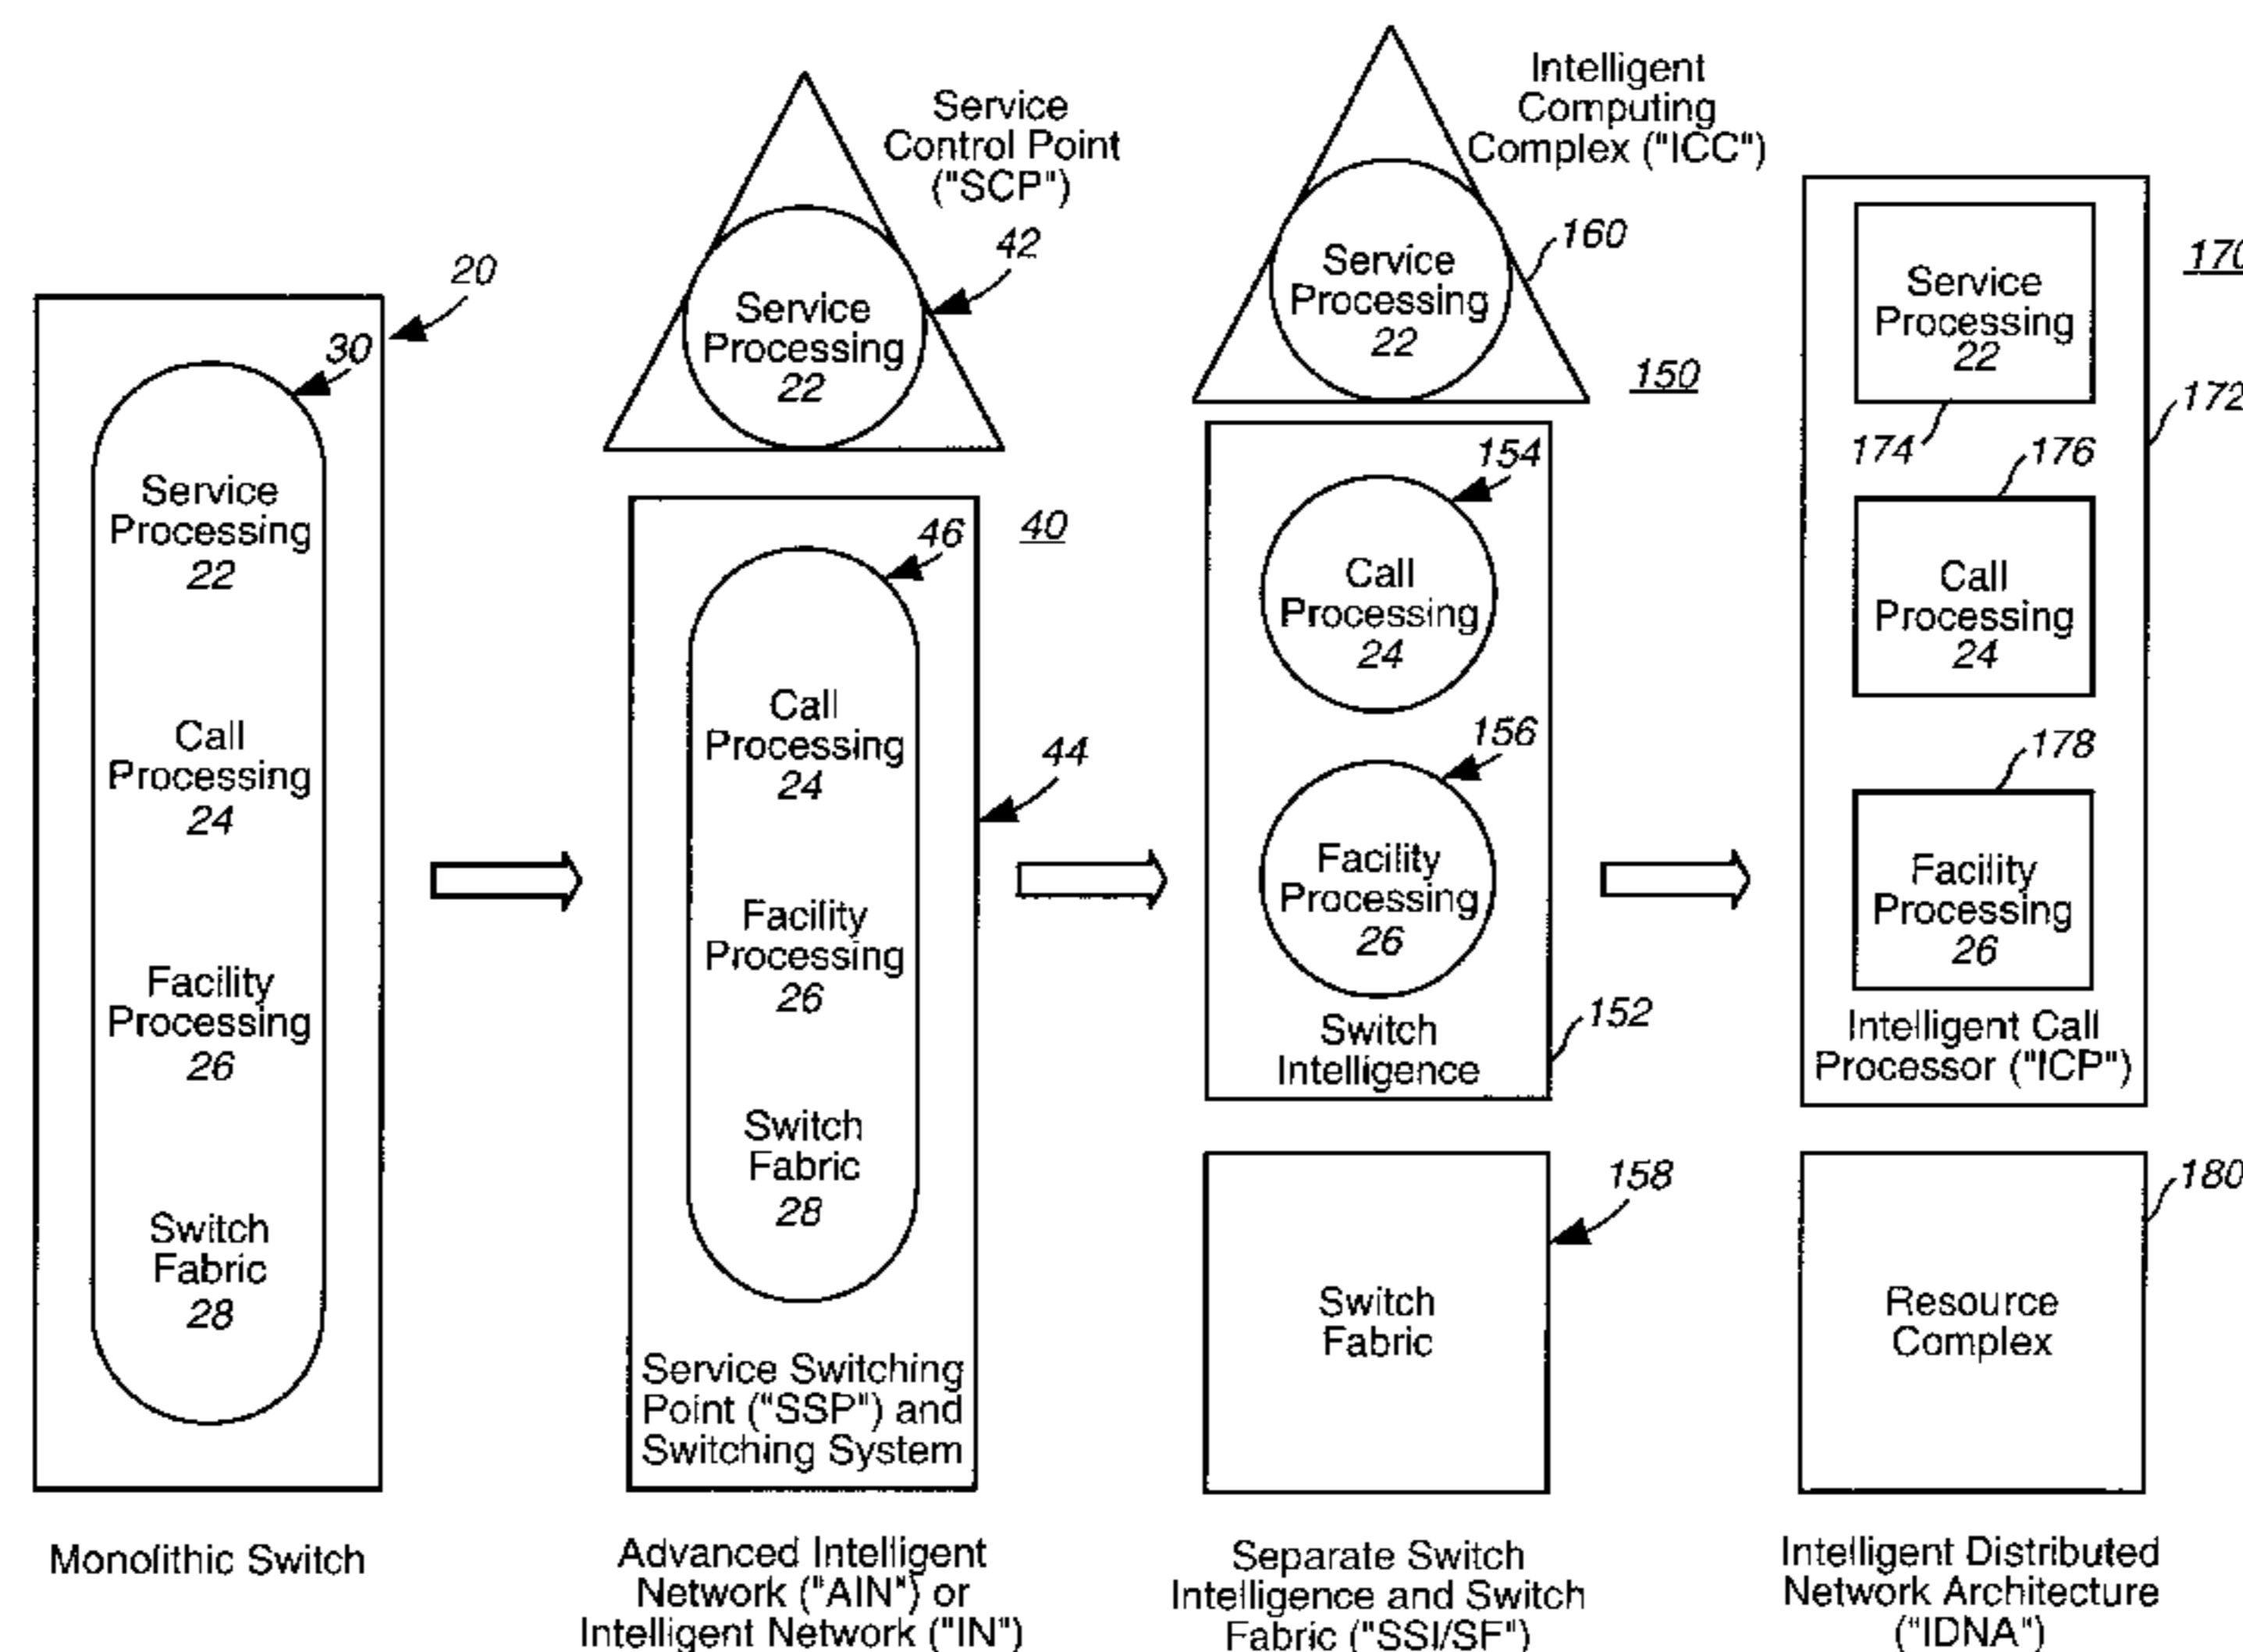 20
30
Service
Processing
22
Call
Processing
24
Facility
Processing
26
Switch
Fabric
28
Monolithic Switch
Service
Control Point
("SCP")
42
Service
Processing
22
40
46
Call
Processing
24
44
Facility
Processing
26
Switch
Fabric
28
Service Switching
Point ("SSP") and
Switching System
Advanced Intelligent
Network ("AIN") or
Intelligent Network ("IN")
Intelligent
Computing
Complex ("ICC")
160
Service
Processing
22
150
154
Call
Processing
24
156
Facility
Processing
26
Switch
Intelligence
152
158
Switch
Fabric
Separate Switch
Intelligence and Switch
Fabric ("SSI/SF")
170
Service
Processing
22
172
174
176
Call
Processing
24
178
Facility
Processing
26
Intelligent Call
Processor ("ICP")
180
Resource
Complex
Intelligent Distributed
Network Architecture
("IDNA")